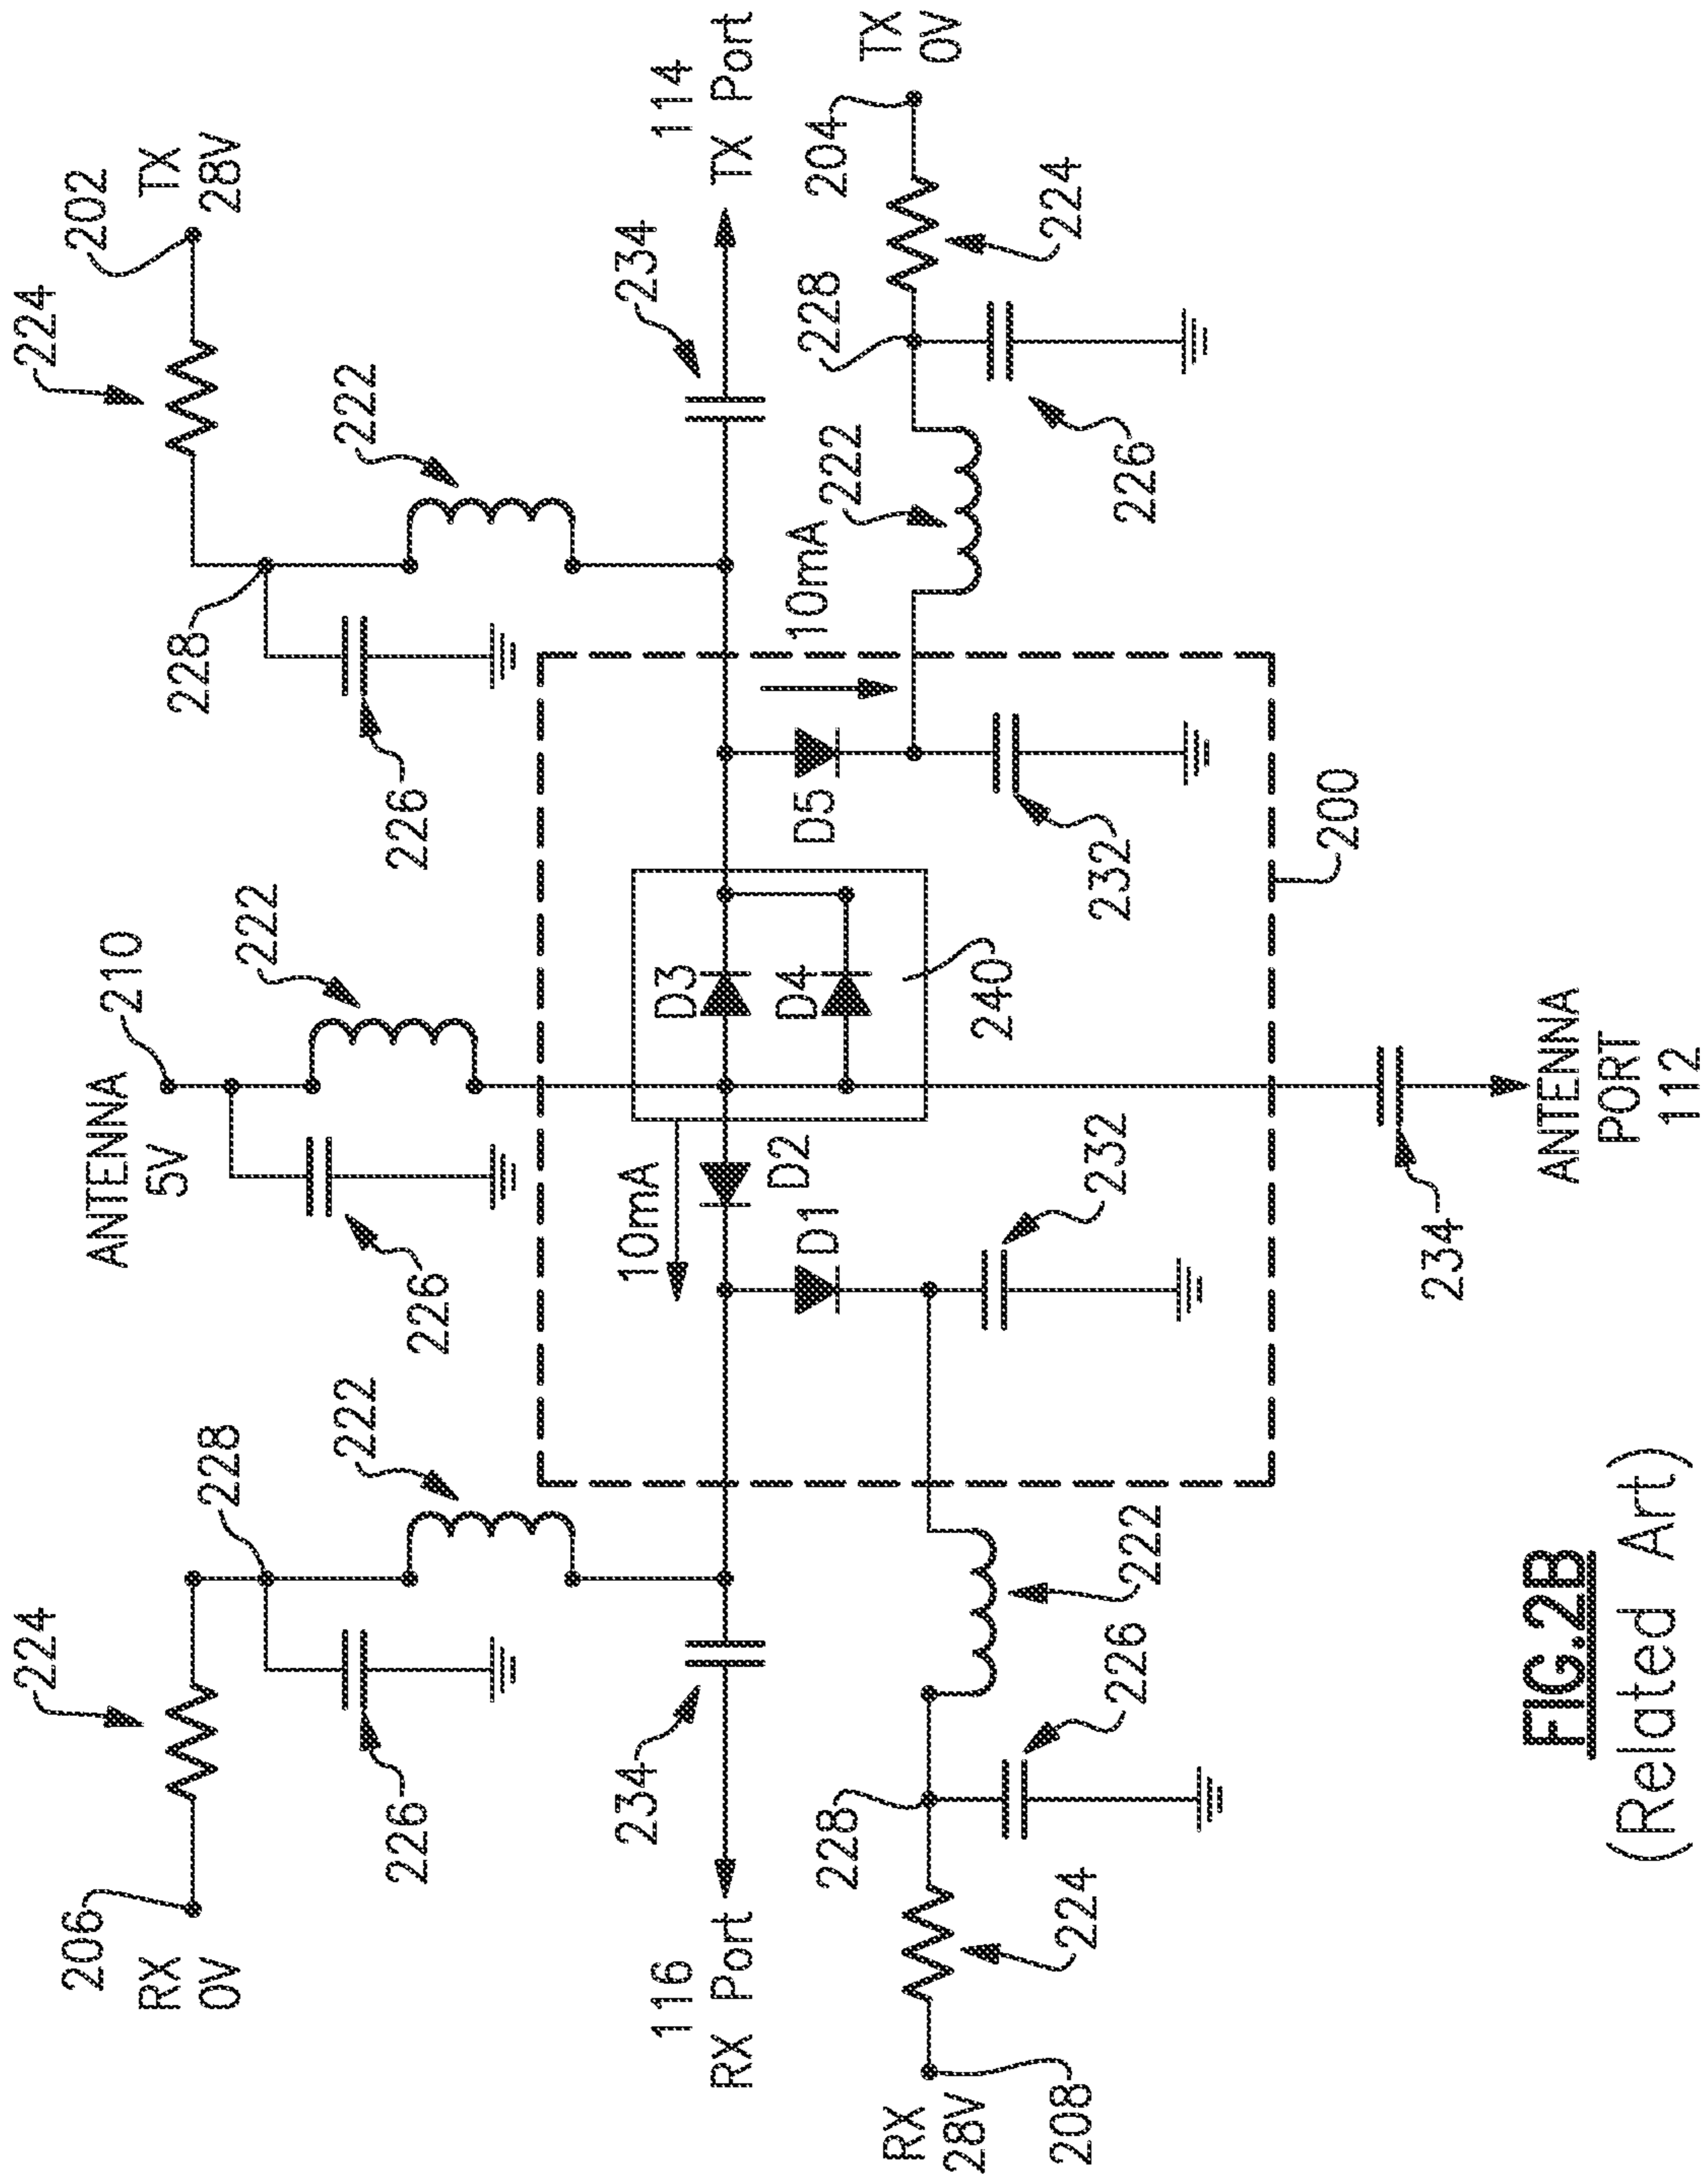 206
RX
0V
224
226
228
222
ANTENNA
5V
210
226
222
228
226
224
222
202
TX
28V
116
RX Port
234
10mA
D2
D1
D3
D4
240
D5
10mA
234
114
TX Port
RX
28V
208
224
228
226
222
232
232
222
228
226
204
224
TX
0V
200
234
ANTENNA
PORT
112
FIG.2B
(Related Art)